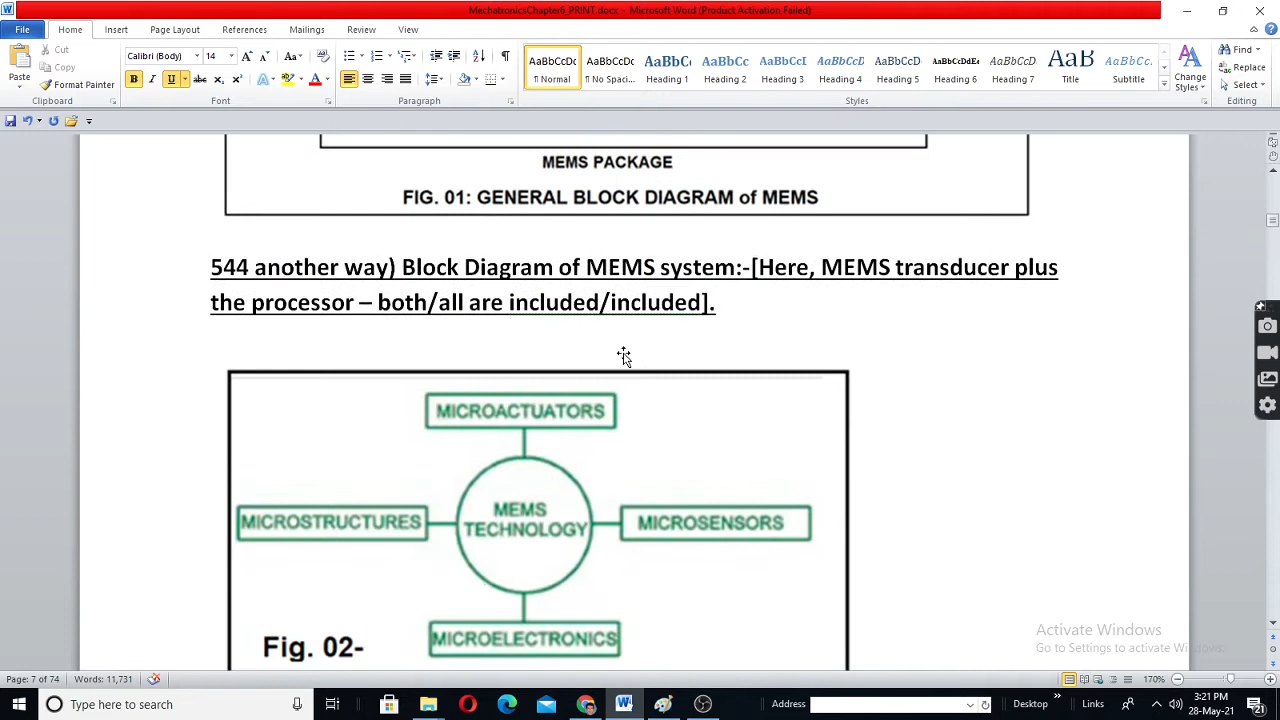 MechatronicsChapter6_PRINT.docx - Microsoft Word (Product Activation Failed)
File Home Insert Page Layout References Mailings Review View
Paste
Cut
Copy
Format Painter
Clipboard
Calibri (Body) 14
Font
Paragraph
AaBbCcDc AaBbCcDc AaBbC AaBbCc AaBbCcI AaBbCcD AaBbCcD AaBbCcDdEe AaBbCcD AaB AaBbCc.
¶ Normal ¶ No Spaci... Heading 1 Heading 2 Heading 3 Heading 4 Heading 5 Heading 6 Heading 7 Title Subtitle
Change Styles
Styles
Find
Replace
Select
Editing
MEMS PACKAGE
FIG. 01: GENERAL BLOCK DIAGRAM of MEMS
544 another way) Block Diagram of MEMS system:-[Here, MEMS transducer plus
the processor – both/all are included/included].
MICROACTUATORS
MICROSTRUCTURES
MEMS
TECHNOLOGY
MICROSENSORS
MICROELECTRONICS
Fig. 02-
Activate Windows
Go to Settings to activate Windows.
Page: 7 of 74 Words: 11,731
170%
Type here to search
Address
Desktop
Links
3:21 PM
28-May-21